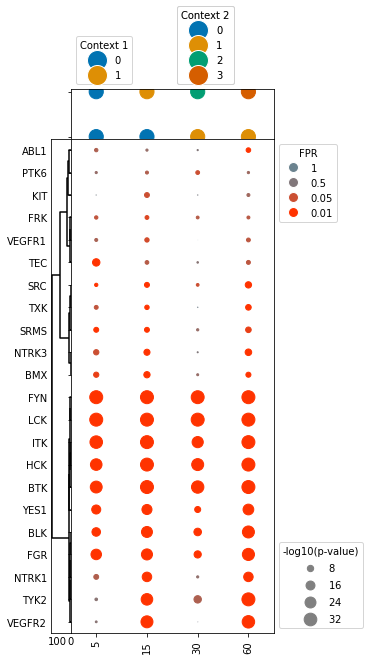 Context 1
0
1
Context 2
0
1
2
3
ABL1
PTK6
KIT
FRK
VEGFR1
TEC
SRC
TXK
SRMS
NTRK3
BMX
FYN
LCK
ITK
HCK
BTK
YES1
BLK
FGR
NTRK1
TYK2
VEGFR2
FPR
1
0.5
0.05
0.01
-log10(p-value)
8
16
24
32
100 0
5
15
30
60